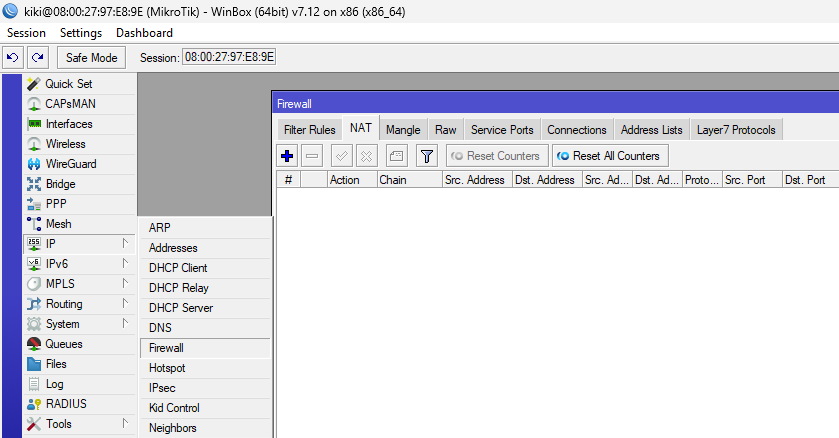 kiki@08:00:27:97:E8:9E (MikroTik) - WinBox (64bit) v7.12 on x86 (x86_64)
Session Settings Dashboard
Safe Mode Session: 08:00:27:97:E8:9E
Quick Set
CAPsMAN
Interfaces
Wireless
WireGuard
Bridge
PPP
Mesh
IP
IPv6
MPLS
Routing
System
Queues
Files
Log
RADIUS
Tools
ARP
Addresses
DHCP Client
DHCP Relay
DHCP Server
DNS
Firewall
Hotspot
IPsec
Kid Control
Neighbors
Firewall
Filter Rules NAT Mangle Raw Service Ports Connections Address Lists Layer7 Protocols
Reset Counters Reset All Counters
# Action Chain Src. Address Dst. Address Src. Ad... Dst. Ad... Proto... Src. Port Dst. Port